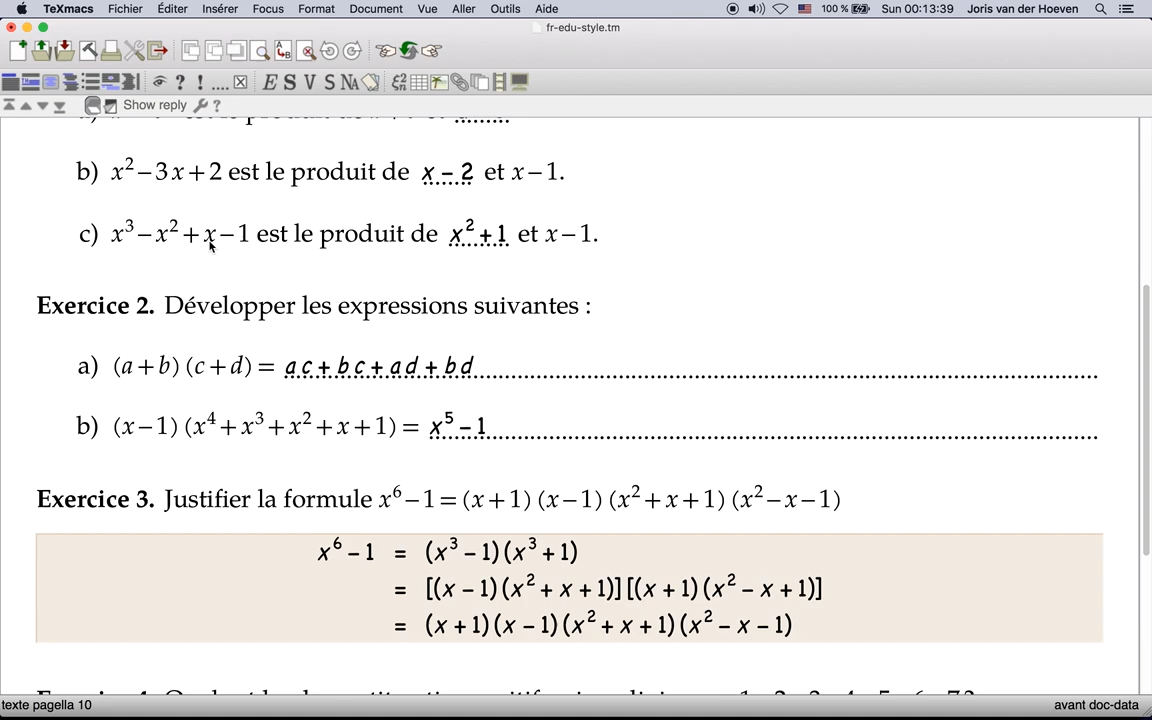 TeXmacs Fichier Éditer Insérer Focus Format Document Vue Aller TeXutils Outils Aide 100 % Sun 00:13:39 Joris van der Hoeven
fr-edu-style.tm
Show reply ?
b) x²−3x+2 est le produit de x − 2 et x−1.
c) x³−x²+x−1 est le produit de x²+1 et x−1.
Exercice 2. Développer les expressions suivantes :
a) (a+b)(c+d)= ac+bc+ad+bd
b) (x−1)(x⁴+x³+x²+x+1)= x⁵−1
Exercice 3. Justifier la formule x⁶−1=(x+1)(x−1)(x²+x+1)(x²−x−1)
x⁶−1 = (x³−1)(x³+1)
= [(x−1)(x²+x+1)][(x+1)(x²−x+1)]
= (x+1)(x−1)(x²+x+1)(x²−x−1)
texte pagella 10 avant doc-data